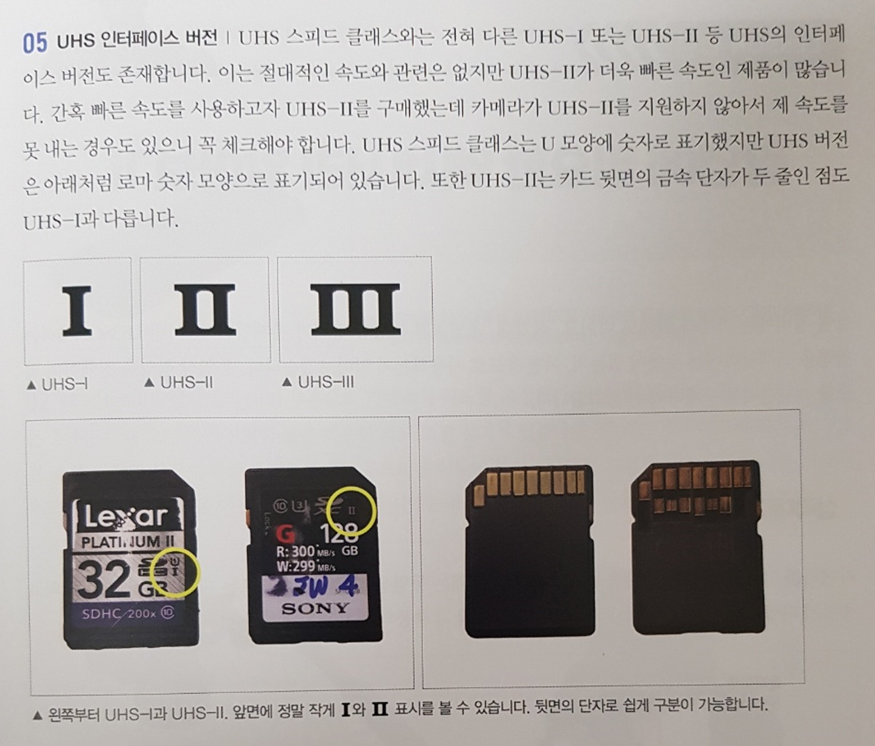 05 UHS 인터페이스 버전 | UHS 스피드 클래스와는 전혀 다른 UHS-I 또는 UHS-II 등 UHS의 인터페
이스 버전도 존재합니다. 이는 절대적인 속도와 관련은 없지만 UHS-II가 더욱 빠른 속도인 제품이 많습니
다. 간혹 빠른 속도를 사용하고자 UHS-II를 구매했는데 카메라가 UHS-II를 지원하지 않아서 제 속도를
못 내는 경우도 있으니 꼭 체크해야 합니다. UHS 스피드 클래스는 U 모양에 숫자로 표기했지만 UHS 버전
은 아래처럼 로마 숫자 모양으로 표기되어 있습니다. 또한 UHS-II는 카드 뒷면의 금속 단자가 두 줄인 점도
UHS-I과 다릅니다.
I II III
▲ UHS-I ▲ UHS-II ▲ UHS-III
Lexar
PLATINUM II
32 GB
I
SDHC 200x 10
10 U3 II
LOCK
G 128 GB
R: 300 MB/s
W: 299 MB/s
JW 4
SONY
▲ 왼쪽부터 UHS-I과 UHS-II. 앞면에 정말 작게 I와 II 표시를 볼 수 있습니다. 뒷면의 단자로 쉽게 구분이 가능합니다.